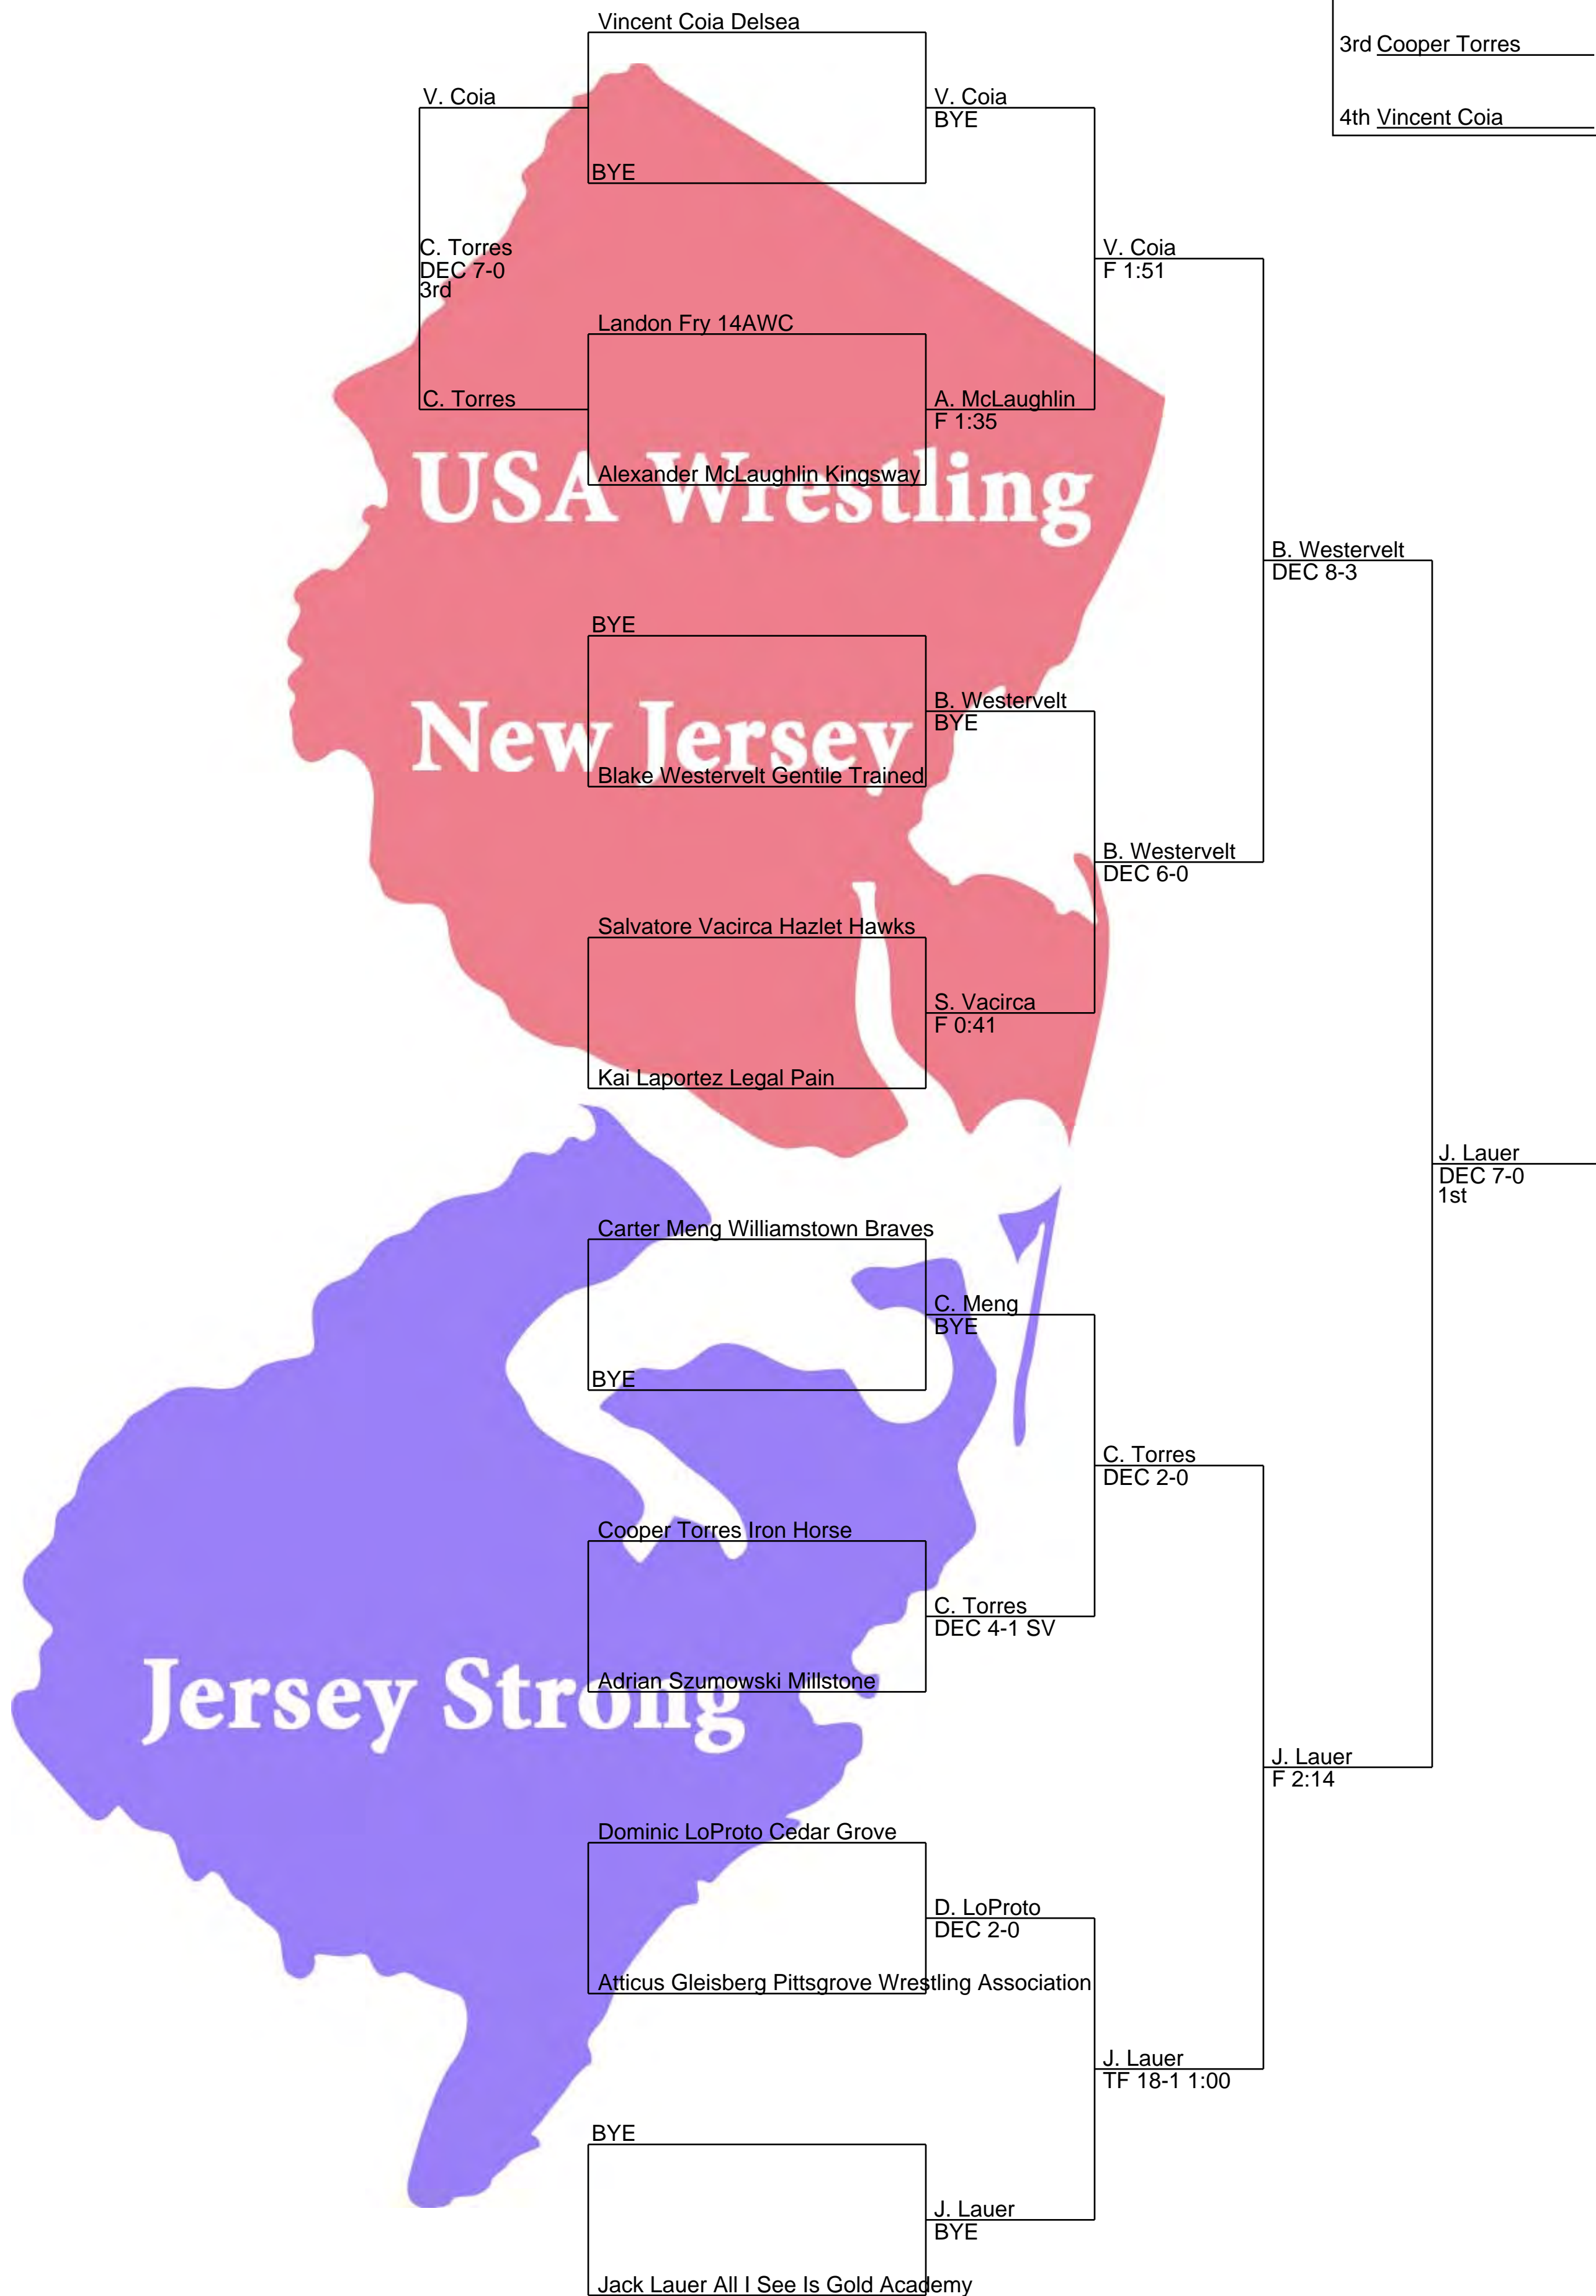 Vincent Coia Delsea
3rd Cooper Torres
V. Coia
V. Coia
BYE
4th Vincent Coia
BYE
C. Torres
DEC 7-0
3rd
V. Coia
F 1:51
Landon Fry 14AWC
C. Torres
A. McLaughlin
F 1:35
Alexander McLaughlin Kingsway
USA Wrestling
B. Westervelt
DEC 8-3
BYE
B. Westervelt
BYE
New Jersey
Blake Westervelt Gentile Trained
B. Westervelt
DEC 6-0
Salvatore Vacirca Hazlet Hawks
S. Vacirca
F 0:41
Kai Laportez Legal Pain
J. Lauer
DEC 7-0
1st
Carter Meng Williamstown Braves
C. Meng
BYE
BYE
C. Torres
DEC 2-0
Cooper Torres Iron Horse
C. Torres
DEC 4-1 SV
Adrian Szumowski Millstone
Jersey Strong
J. Lauer
F 2:14
Dominic LoProto Cedar Grove
D. LoProto
DEC 2-0
Atticus Gleisberg Pittsgrove Wrestling Association
J. Lauer
TF 18-1 1:00
BYE
J. Lauer
BYE
Jack Lauer All I See Is Gold Academy